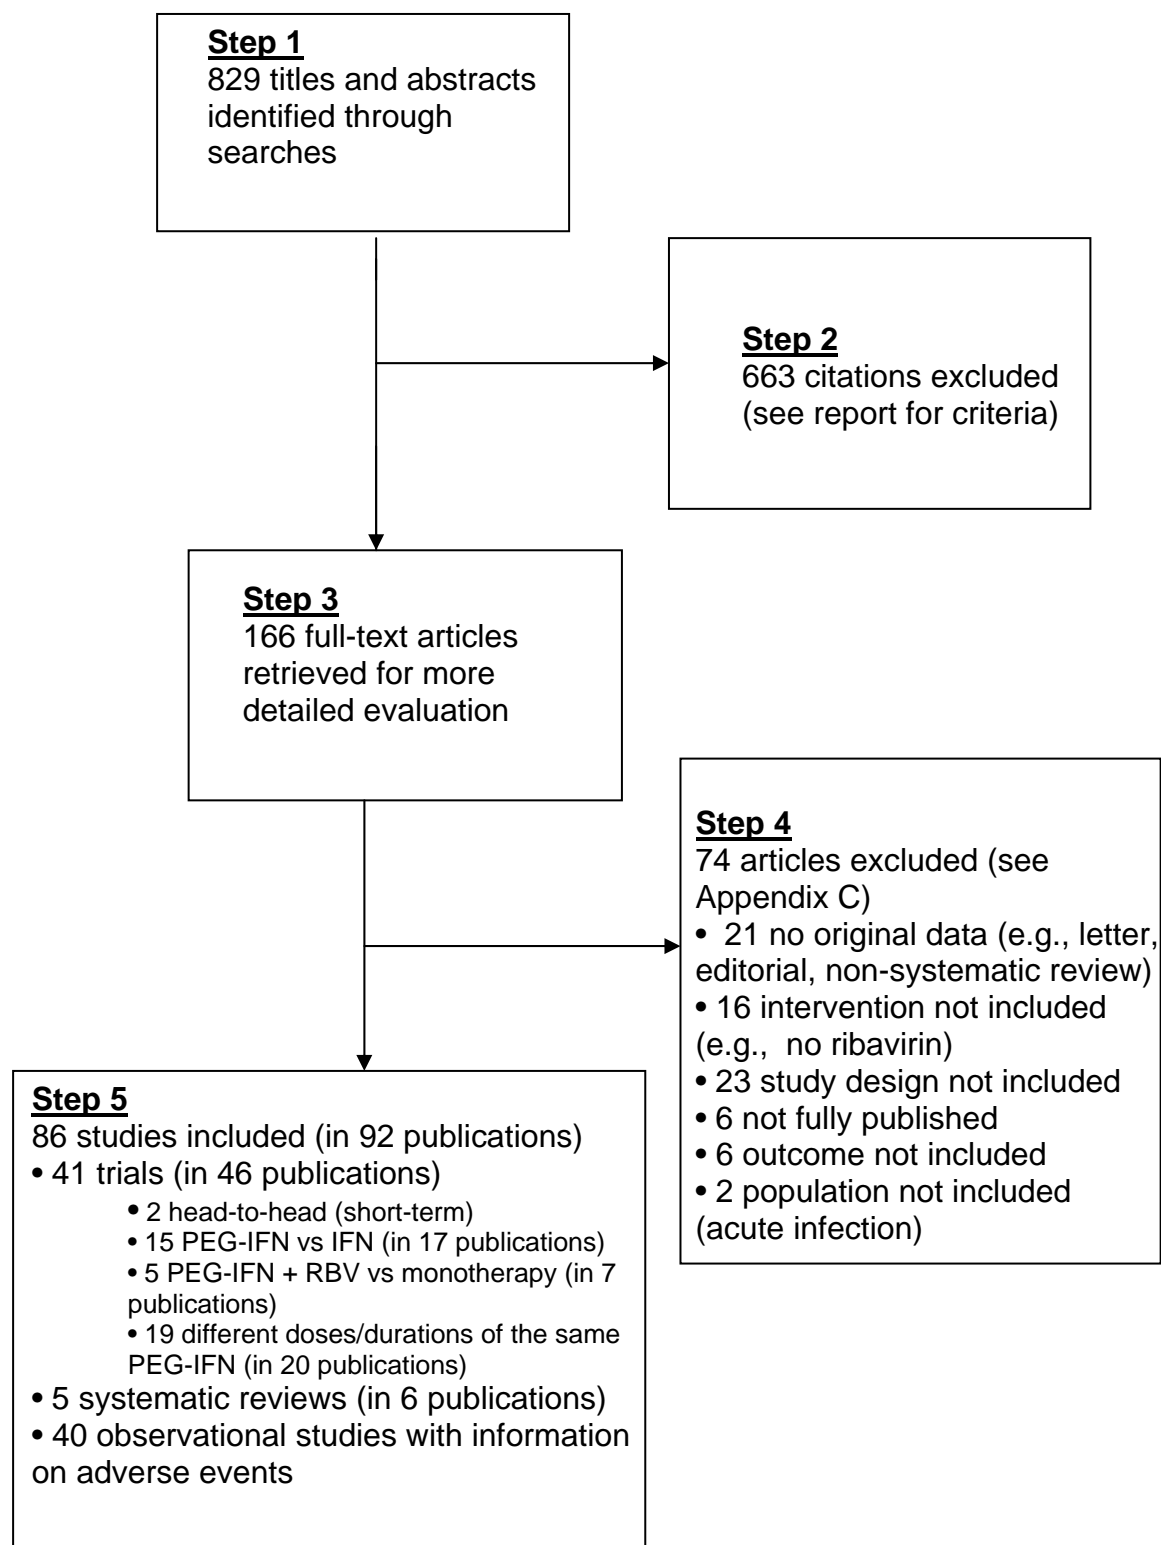 Step 1
829 titles and abstracts
identified through
searches
Step 2
663 citations excluded
(see report for criteria)
Step 3
166 full-text articles
retrieved for more
detailed evaluation
Step 4
74 articles excluded (see
Appendix C)
• 21 no original data (e.g., letter,
editorial, non-systematic review)
• 16 intervention not included
(e.g., no ribavirin)
• 23 study design not included
• 6 not fully published
• 6 outcome not included
• 2 population not included
(acute infection)
Step 5
86 studies included (in 92 publications)
• 41 trials (in 46 publications)
• 2 head-to-head (short-term)
• 15 PEG-IFN vs IFN (in 17 publications)
• 5 PEG-IFN + RBV vs monotherapy (in 7
publications)
• 19 different doses/durations of the same
PEG-IFN (in 20 publications)
• 5 systematic reviews (in 6 publications)
• 40 observational studies with information
on adverse events